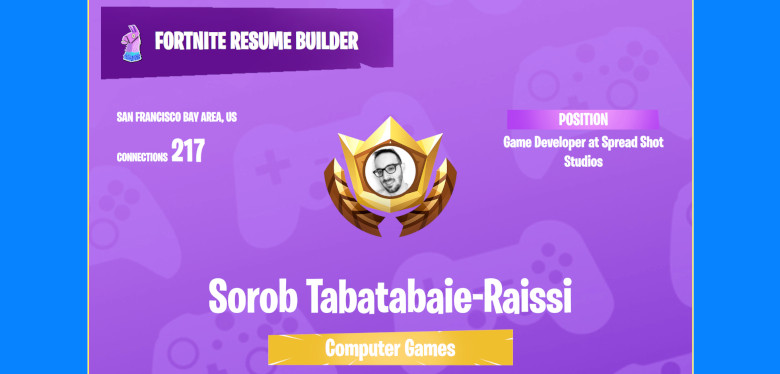 FORTNITE RESUME BUILDER
SAN FRANCISCO BAY AREA, US
CONNECTIONS 217
POSITION
Game Developer at Spread Shot
Studios
Sorob Tabatabaie-Raissi
Computer Games